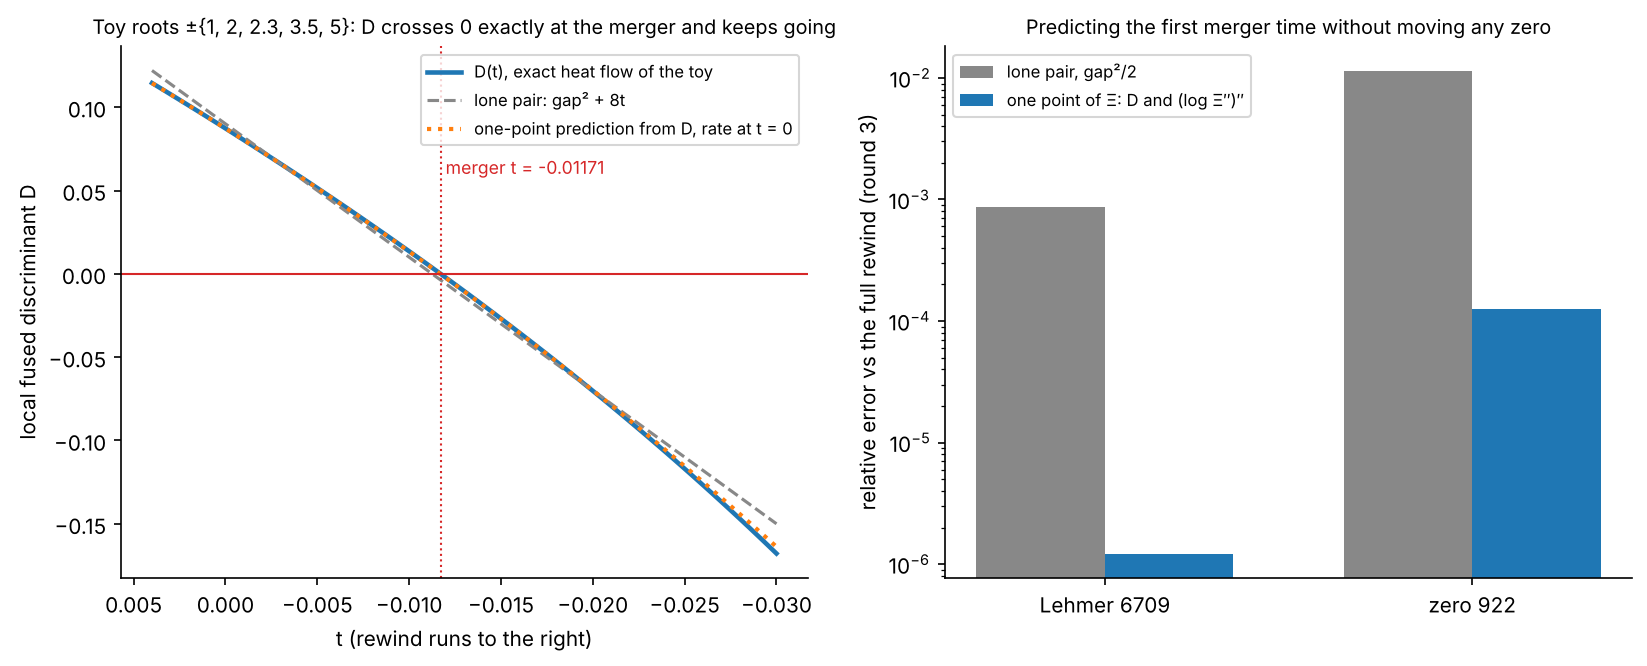 Toy roots ±{1, 2, 2.3, 3.5, 5}: D crosses 0 exactly at the merger and keeps going
D(t), exact heat flow of the toy
lone pair: gap² + 8t
one-point prediction from D, rate at t = 0
merger t = -0.01171
local fused discriminant D
0.10
0.05
0.00
−0.05
−0.10
−0.15
0.005
0.000
−0.005
−0.010
−0.015
−0.020
−0.025
−0.030
t (rewind runs to the right)
Predicting the first merger time without moving any zero
lone pair, gap²/2
one point of Ξ: D and (log Ξ″)″
relative error vs the full rewind (round 3)
10⁻²
10⁻³
10⁻⁴
10⁻⁵
10⁻⁶
Lehmer 6709
zero 922